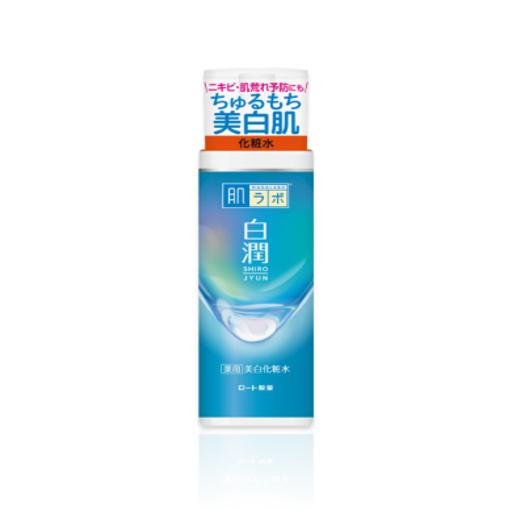 ニキビ・肌荒れ予防にも
ちゅるもち
美白肌
化粧水
肌ラボ
白潤
SHIRO
JYUN
薬用 美白化粧水
ロート製薬